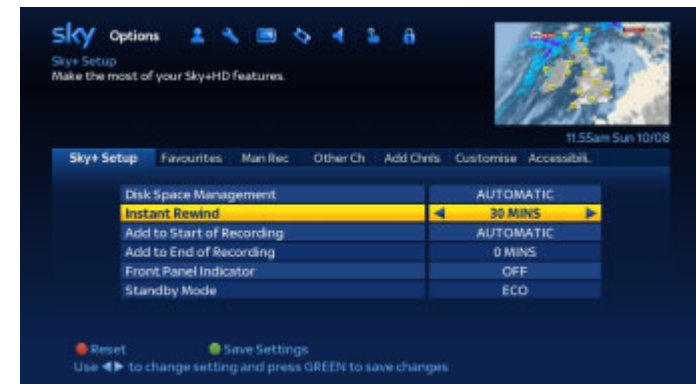 sky Options
Sky+ Setup
Make the most of your Sky+HD features.
11.55am Sun 10/08
Sky+ Setup Favourites Man Rec Other Ch Add Chnls Customise Accessibili..
Disk Space Management AUTOMATIC
Instant Rewind 30 MINS
Add to Start of Recording AUTOMATIC
Add to End of Recording 0 MINS
Front Panel Indicator OFF
Standby Mode ECO
Reset Save Settings
Use ◀▶ to change setting and press GREEN to save changes